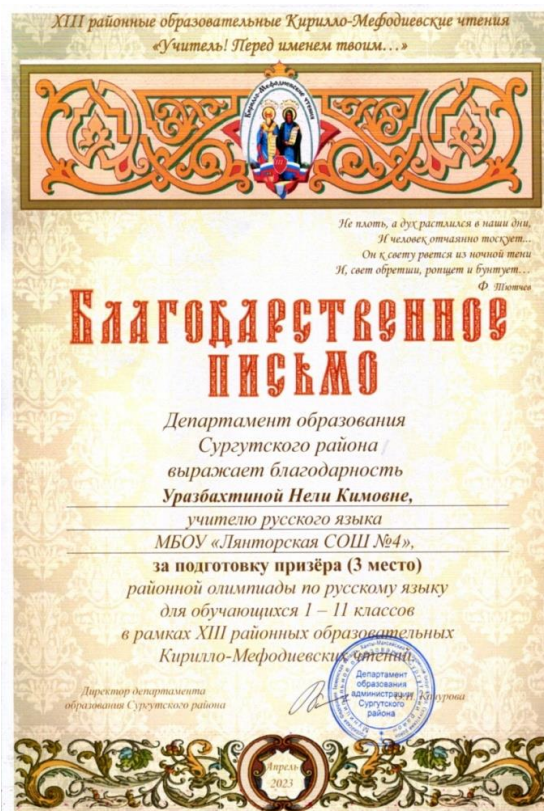 XIII районные образовательные Кирилло-Мефодиевские чтения
«Учитель! Перед именем твоим…»
Кирилло-Мефодиевские чтения
Не плоть, а дух растлился в наши дни,
И человек отчаянно тоскует...
Он к свету рвется из ночной тени
И, свет обретши, ропщет и бунтует…
Ф. Тютчев
Благодарственное
письмо
Департамент образования
Сургутского района
выражает благодарность
Уразбахтиной Нели Кимовне,
учителю русского языка
МБОУ «Лянторская СОШ №4»,
за подготовку призёра (3 место)
районной олимпиады по русскому языку
для обучающихся 1 – 11 классов
в рамках XIII районных образовательных
Кирилло-Мефодиевских чтений
Директор департамента
образования Сургутского района
Департамент
образования
администрации
Сургутского
района
Апрель
2023